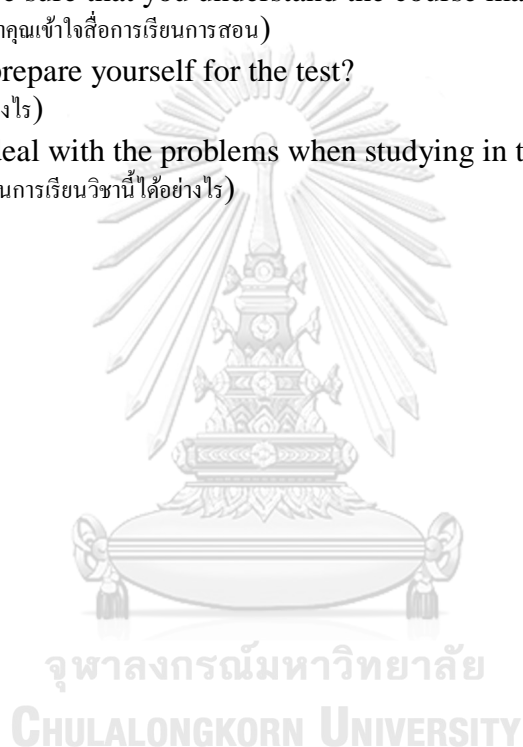 e sure that you understand the course ma
าคุณเข้าใจสื่อการเรียนการสอน)
prepare yourself for the test?
งไร)
deal with the problems when studying in t
นการเรียนวิชานี้ได้อย่างไร)
จุฬาลงกรณ์มหาวิทยาลัย
CHULALONGKORN UNIVERSITY